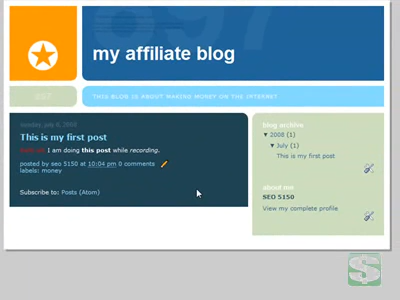 my affiliate blog
THIS BLOG IS ABOUT MAKING MONEY ON THE INTERNET
This is my first post
I am doing this post while recording.
posted by seo 5150 at 10:04 pm 0 comments
labels: money
Subscribe to: Posts (Atom)
blog archive
▼ 2008 (1)
▼ July (1)
This is my first post
about me
SEO 5150
View my complete profile
$